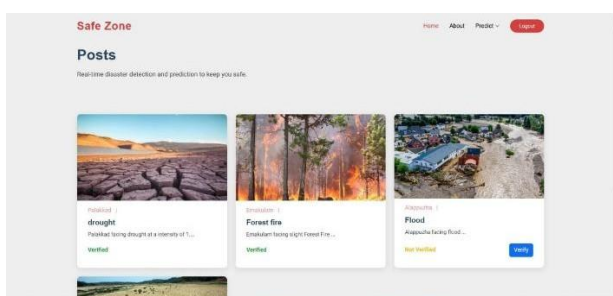 Safe Zone
Home About Predict Logout
Posts
Real-time disaster detection and prediction to keep you safe.
Palakkad |
drought
Palakkad facing drought at a intensity of 1....
Verified
Ernakulam |
Forest fire
Ernakulam facing slight Forest Fire ...
Verified
Alappuzha |
Flood
Alappuzha facing flood ...
Not Verified
Verify